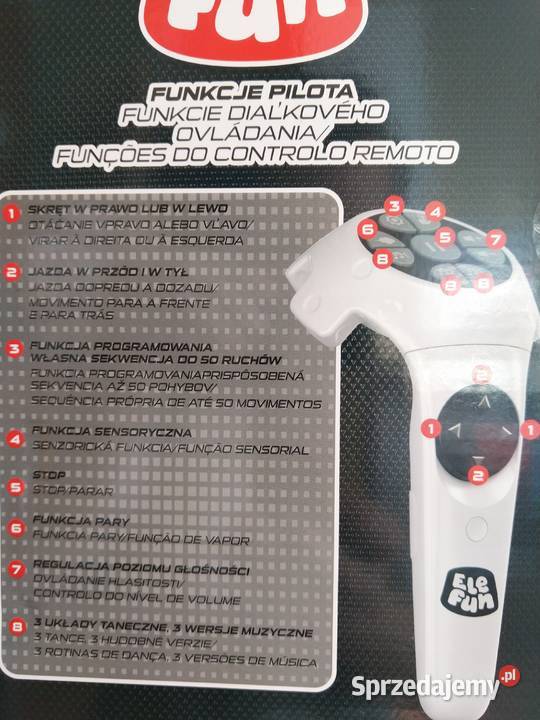 Fun
FUNKCJE PILOTA
FUNKCIE DIAĽKOVÉHO
OVLÁDANIA/
FUNÇÕES DO CONTROLO REMOTO
1 SKRĘT W PRAWO LUB W LEWO
OTÁČANIE VPRAVO ALEBO VĽAVO/
VIRAR À DIREITA OU À ESQUERDA
2 JAZDA W PRZÓD I W TYŁ
JAZDA DOPREDU A DOZADU/
MOVIMENTO PARA A FRENTE
E PARA TRÁS
3 FUNKCJA PROGRAMOWANIA
WŁASNA SEKWENCJA DO 50 RUCHÓW
FUNKCIA PROGRAMOVANIAPRISPÔSOBENÁ
SEKVENCIA AŽ 50 POHYBOV/
SEQUÊNCIA PRÓPRIA DE ATÉ 50 MOVIMENTOS
4 FUNKCJA SENSORYCZNA
SENZORICKÁ FUNKCIA/FUNÇÃO SENSORIAL
5 STOP
STOP/PARAR
6 FUNKCJA PARY
FUNKCIA PARY/FUNÇÃO DE VAPOR
7 REGULACJA POZIOMU GŁOŚNOŚCI
OVLÁDANIE HLASITOSTI/
CONTROLO DO NÍVEL DE VOLUME
8 3 UKŁADY TANECZNE, 3 WERSJE MUZYCZNE
3 TANCE, 3 HUDOBNÉ VERZIE/
3 ROTINAS DE DANÇA, 3 VERSÕES DE MÚSICA
3 4
6 5 7
8 8 8
2
1 1
2
Ele
Fun
Sprzedajemy.pl